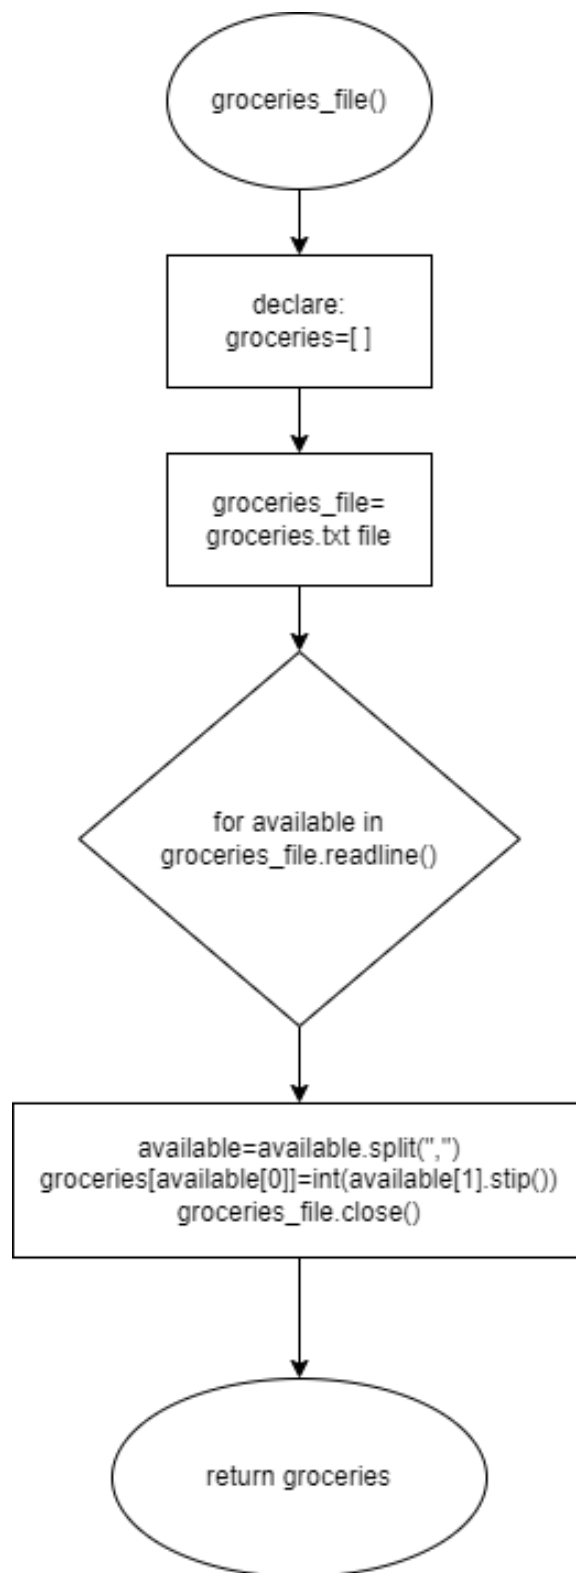 groceries_file()
declare:
groceries=[ ]
groceries_file=
groceries.txt file
for available in
groceries_file.readline()
available=available.split(",")
groceries[available[0]]=int(available[1].stip())
groceries_file.close()
return groceries